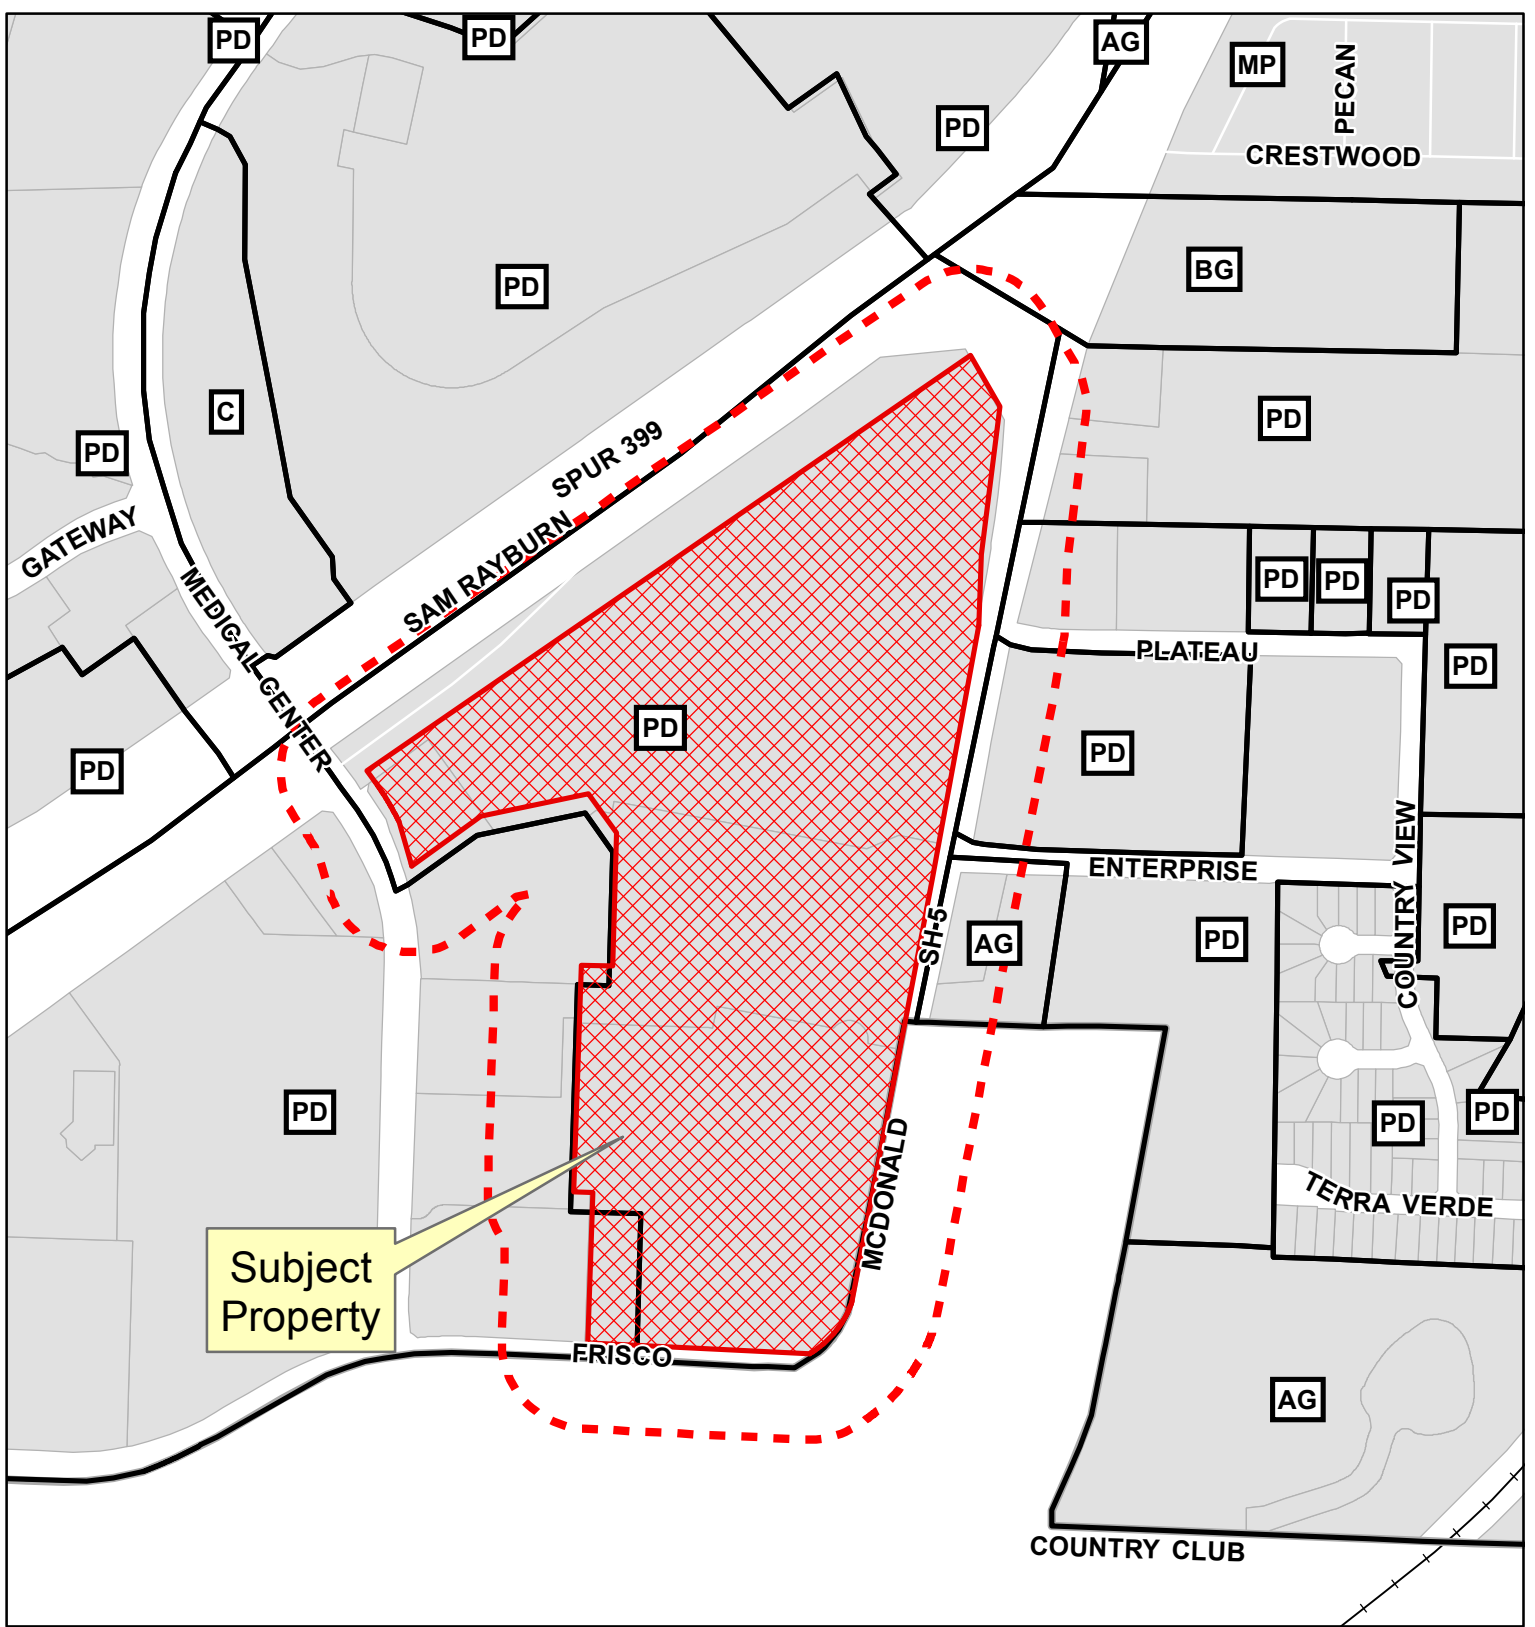 PD
PD
AG
MP
PECAN
PD
CRESTWOOD
BG
PD
C
PD
PD
SPUR 399
SAM RAYBURN
GATEWAY
MEDICAL CENTER
PD
PD
PD
PLATEAU
PD
PD
PD
PD
PD
COUNTRY VIEW
ENTERPRISE
SH-5
AG
PD
PD
PD
PD
PD
MCDONALD
TERRA VERDE
Subject
Property
FRISCO
AG
COUNTRY CLUB